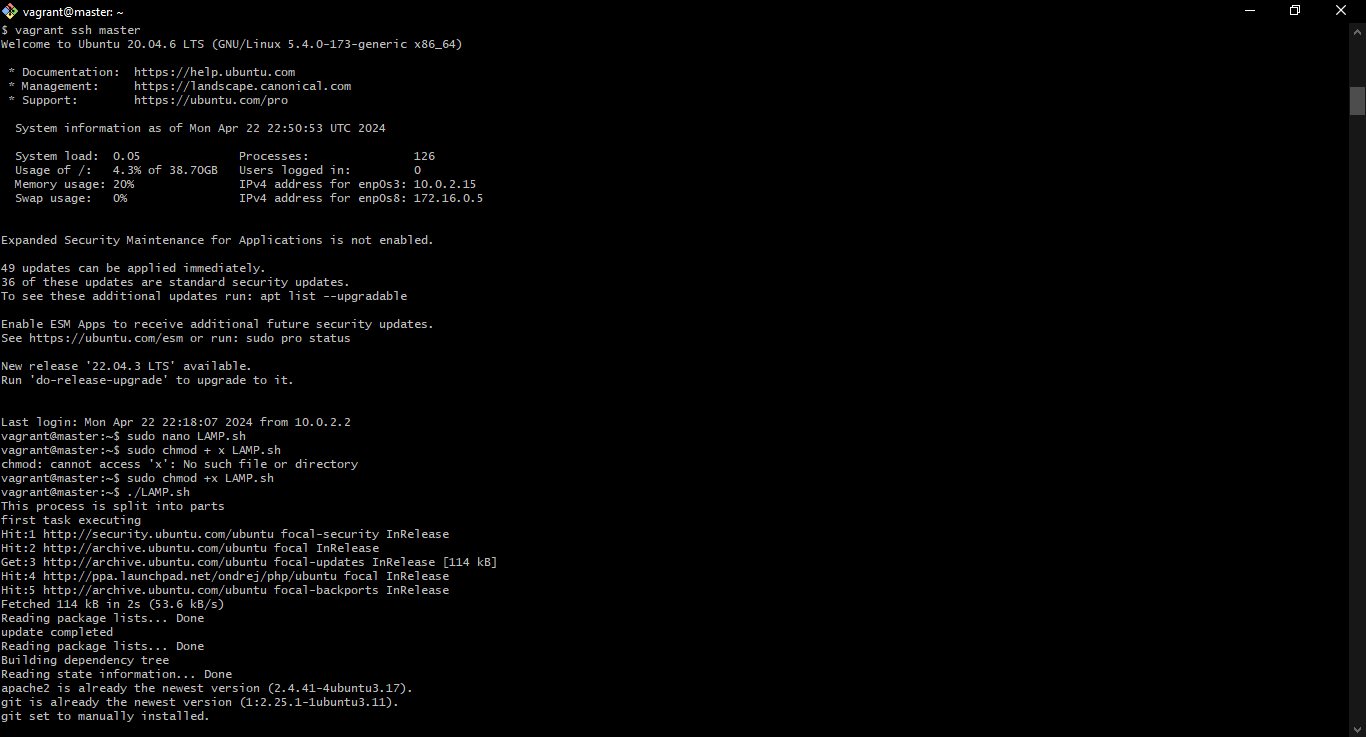 vagrant@master: ~
$ vagrant ssh master
Welcome to Ubuntu 20.04.6 LTS (GNU/Linux 5.4.0-173-generic x86_64)
* Documentation:  https://help.ubuntu.com
* Management:     https://landscape.canonical.com
* Support:        https://ubuntu.com/pro
System information as of Mon Apr 22 22:50:53 UTC 2024
System load:  0.05              Processes:               126
Usage of /:   4.3% of 38.70GB   Users logged in:         0
Memory usage: 20%               IPv4 address for enp0s3: 10.0.2.15
Swap usage:   0%                IPv4 address for enp0s8: 172.16.0.5
Expanded Security Maintenance for Applications is not enabled.
49 updates can be applied immediately.
36 of these updates are standard security updates.
To see these additional updates run: apt list --upgradable
Enable ESM Apps to receive additional future security updates.
See https://ubuntu.com/esm or run: sudo pro status
New release '22.04.3 LTS' available.
Run 'do-release-upgrade' to upgrade to it.
Last login: Mon Apr 22 22:18:07 2024 from 10.0.2.2
vagrant@master:~$ sudo nano LAMP.sh
vagrant@master:~$ sudo chmod + x LAMP.sh
chmod: cannot access 'x': No such file or directory
vagrant@master:~$ sudo chmod +x LAMP.sh
vagrant@master:~$ ./LAMP.sh
This process is split into parts
first task executing
Hit:1 http://security.ubuntu.com/ubuntu focal-security InRelease
Hit:2 http://archive.ubuntu.com/ubuntu focal InRelease
Get:3 http://archive.ubuntu.com/ubuntu focal-updates InRelease [114 kB]
Hit:4 http://ppa.launchpad.net/ondrej/php/ubuntu focal InRelease
Hit:5 http://archive.ubuntu.com/ubuntu focal-backports InRelease
Fetched 114 kB in 2s (53.6 kB/s)
Reading package lists... Done
update completed
Reading package lists... Done
Building dependency tree
Reading state information... Done
apache2 is already the newest version (2.4.41-4ubuntu3.17).
git is already the newest version (1:2.25.1-1ubuntu3.11).
git set to manually installed.